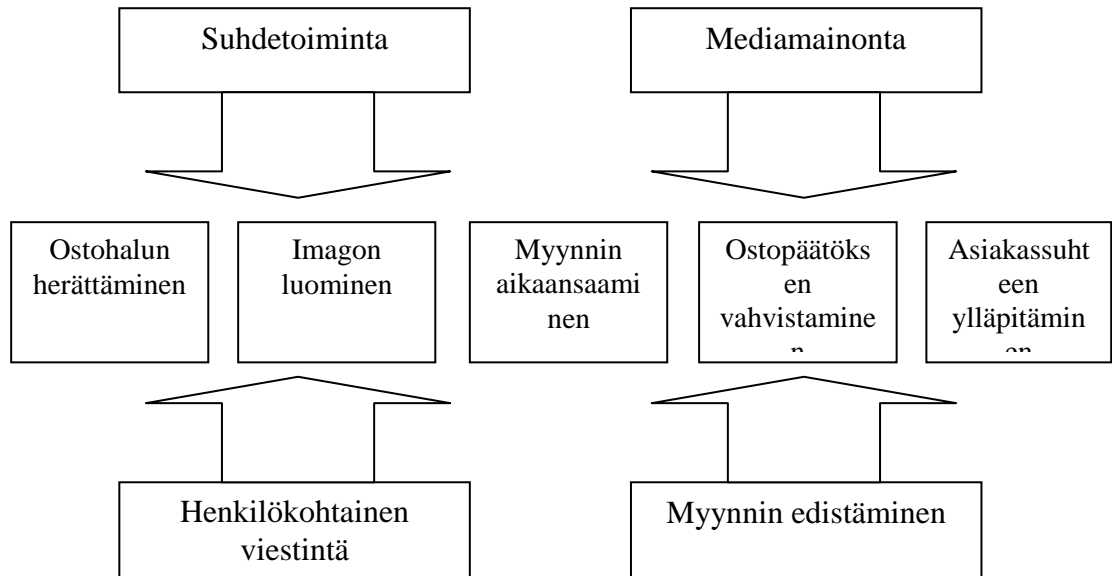 Suhdetoiminta
Mediamainonta
Ostohalun
herättäminen
Imagon
luominen
Myynnin
aikaansaami
nen
Ostopäätöks
en
vahvistamine
n
Asiakassuht
een
ylläpitämin
en
Henkilökohtainen
viestintä
Myynnin edistäminen